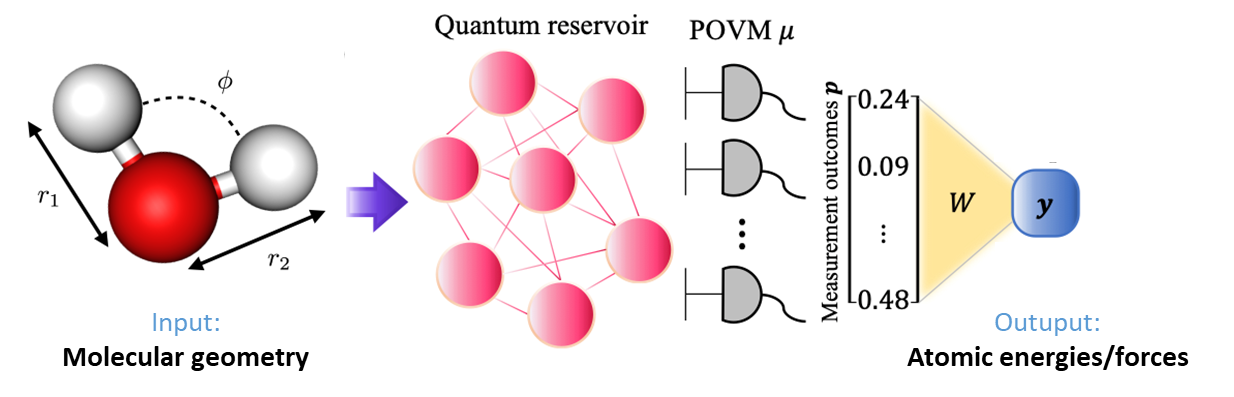 Quantum reservoir
POVM μ
ϕ
r₁
r₂
Measurement outcomes p
0.24
0.09
...
0.48
W
y
Input:
Molecular geometry
Outuput:
Atomic energies/forces